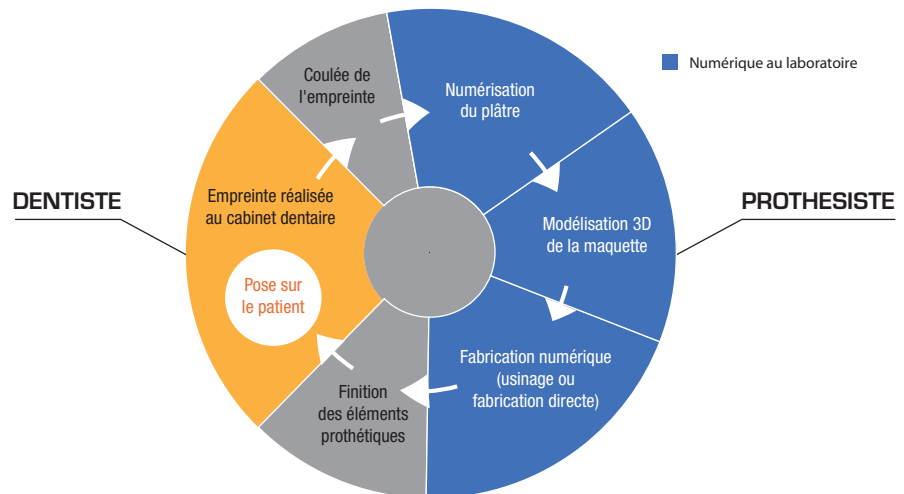 Coulée de
l'empreinte
Numérisation
du plâtre
Numérique au laboratoire
DENTISTE
Empreinte réalisée
au cabinet dentaire
Modélisation 3D
de la maquette
PROTHESISTE
Pose sur
le patient
Fabrication numérique
(usinage ou
fabrication directe)
Finition
des éléments
prothétiques